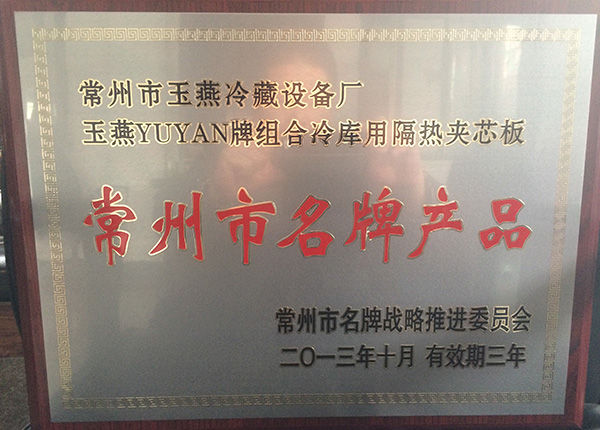 常州市玉燕冷藏设备厂
玉燕YUYAN牌组合冷库用隔热夹芯板
常州市名牌产品
常州市名牌战略推进委员会
二〇一三年十月 有效期三年